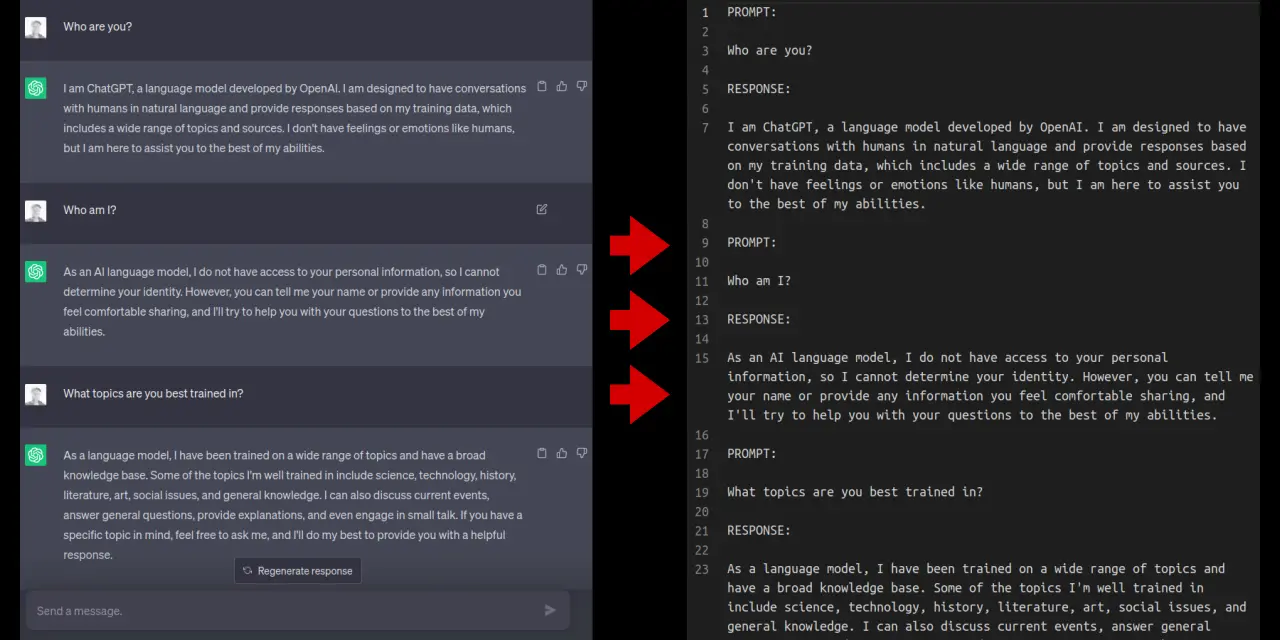 Who are you?
I am ChatGPT, a language model developed by OpenAI. I am designed to have conversations
with humans in natural language and provide responses based on my training data, which
includes a wide range of topics and sources. I don't have feelings or emotions like humans,
but I am here to assist you to the best of my abilities.
Who am I?
As an AI language model, I do not have access to your personal information, so I cannot
determine your identity. However, you can tell me your name or provide any information you
feel comfortable sharing, and I'll try to help you with your questions to the best of my
abilities.
What topics are you best trained in?
As a language model, I have been trained on a wide range of topics and have a broad
knowledge base. Some of the topics I'm well trained in include science, technology, history,
literature, art, social issues, and general knowledge. I can also discuss current events,
answer general questions, provide explanations, and even engage in small talk. If you have a
specific topic in mind, feel free to ask me, and I'll do my best to provide you with a helpful
response.
Regenerate response
Send a message.
1 PROMPT:
2
3 Who are you?
4
5 RESPONSE:
6
7 I am ChatGPT, a language model developed by OpenAI. I am designed to have
conversations with humans in natural language and provide responses based
on my training data, which includes a wide range of topics and sources. I
don't have feelings or emotions like humans, but I am here to assist you
to the best of my abilities.
8
9 PROMPT:
10
11 Who am I?
12
13 RESPONSE:
14
15 As an AI language model, I do not have access to your personal
information, so I cannot determine your identity. However, you can tell me
your name or provide any information you feel comfortable sharing, and
I'll try to help you with your questions to the best of my abilities.
16
17 PROMPT:
18
19 What topics are you best trained in?
20
21 RESPONSE:
22
23 As a language model, I have been trained on a wide range of topics and
have a broad knowledge base. Some of the topics I'm well trained in
include science, technology, history, literature, art, social issues, and
general knowledge. I can also discuss current events, answer general